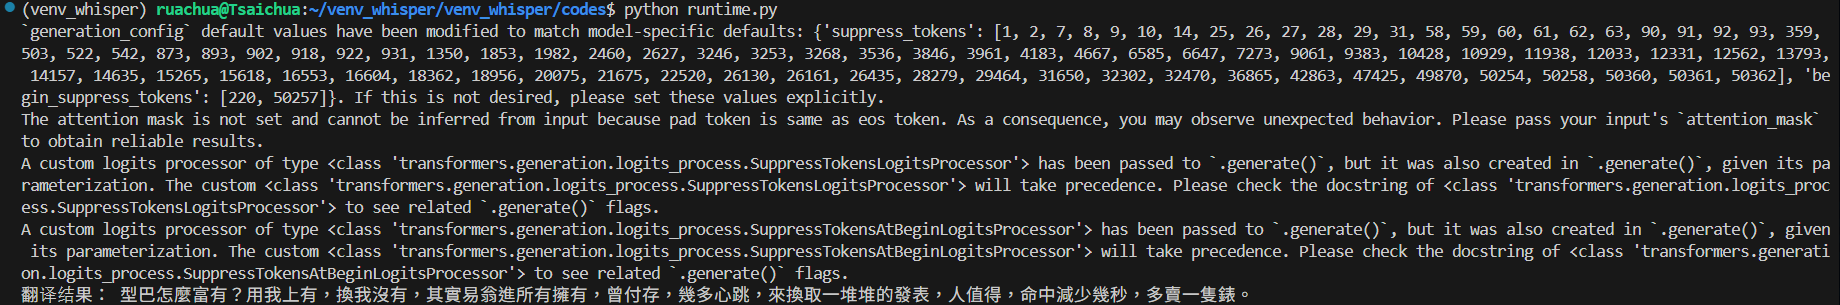 (venv_whisper) ruachua@Tsaichua:~/venv_whisper/venv_whisper/codes$ python runtime.py
`generation_config` default values have been modified to match model-specific defaults: {'suppress_tokens': [1, 2, 7, 8, 9, 10, 14, 25, 26, 27, 28, 29, 31, 58, 59, 60, 61, 62, 63, 90, 91, 92, 93, 359,
503, 522, 542, 873, 893, 902, 918, 922, 931, 1350, 1853, 1982, 2460, 2627, 3246, 3253, 3268, 3536, 3846, 3961, 4183, 4667, 6585, 6647, 7273, 9061, 9383, 10428, 10929, 11938, 12033, 12331, 12562, 13793,
14157, 14635, 15265, 15618, 16553, 16604, 18362, 18956, 20075, 21675, 22520, 26130, 26161, 26435, 28279, 29464, 31650, 32302, 32470, 36865, 42863, 47425, 49870, 50254, 50258, 50360, 50361, 50362], 'be
gin_suppress_tokens': [220, 50257]}. If this is not desired, please set these values explicitly.
The attention mask is not set and cannot be inferred from input because pad token is same as eos token. As a consequence, you may observe unexpected behavior. Please pass your input's `attention_mask`
to obtain reliable results.
A custom logits processor of type <class 'transformers.generation.logits_process.SuppressTokensLogitsProcessor'> has been passed to `.generate()`, but it was also created in `.generate()`, given its pa
rameterization. The custom <class 'transformers.generation.logits_process.SuppressTokensLogitsProcessor'> will take precedence. Please check the docstring of <class 'transformers.generation.logits_proc
ess.SuppressTokensLogitsProcessor'> to see related `.generate()` flags.
A custom logits processor of type <class 'transformers.generation.logits_process.SuppressTokensAtBeginLogitsProcessor'> has been passed to `.generate()`, but it was also created in `.generate()`, given
its parameterization. The custom <class 'transformers.generation.logits_process.SuppressTokensAtBeginLogitsProcessor'> will take precedence. Please check the docstring of <class 'transformers.generati
on.logits_process.SuppressTokensAtBeginLogitsProcessor'> to see related `.generate()` flags.
翻译结果： 型巴怎麼富有？用我上有，換我沒有，其實易翁進所有擁有，曾付存，幾多心跳，來換取一堆堆的發表，人值得，命中減少幾秒，多賣一隻錶。